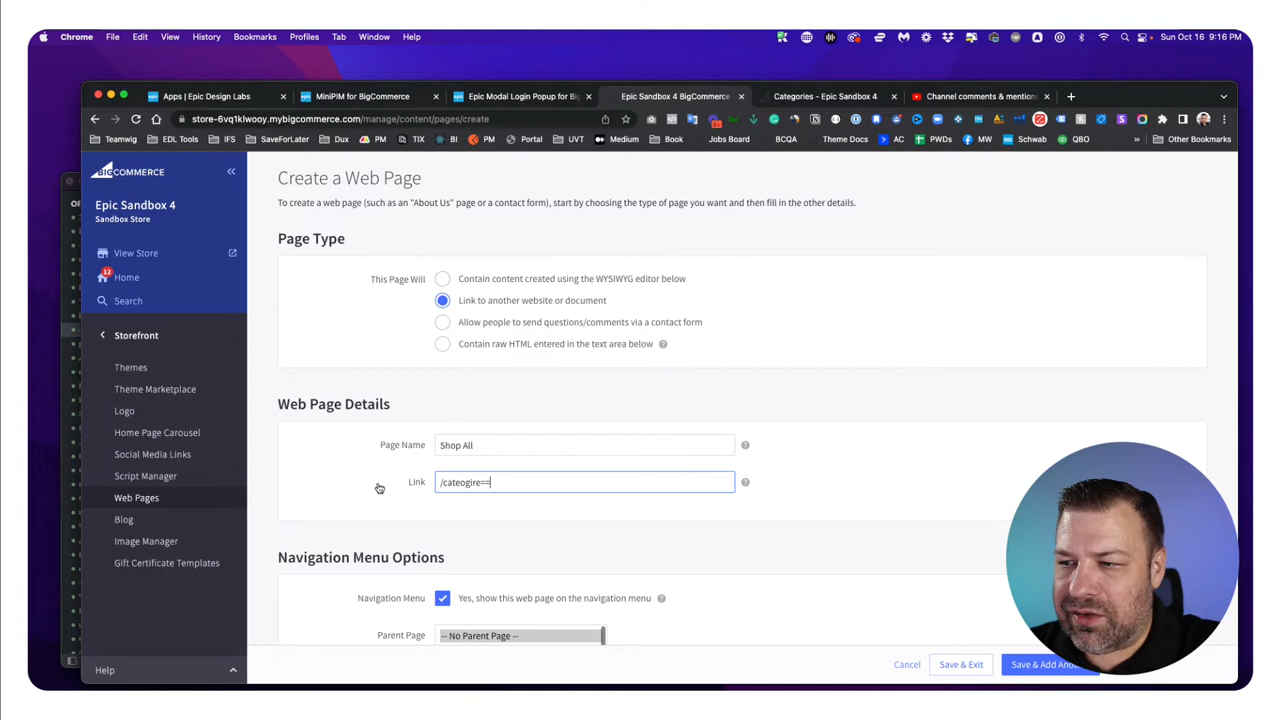 Chrome File Edit View History Bookmarks Profiles Tab Window Help Sun Oct 16 9:16 PM
Apps | Epic Design Labs MiniPIM for BigCommerce Epic Modal Login Popup for Bi Epic Sandbox 4 BigCommerce Categories - Epic Sandbox 4 Channel comments & mention
store-6vq1klwooy.mybigcommerce.com/manage/content/pages/create
Teamwig EDL Tools IFS SaveForLater Dux TIX BI PM Portal UVT Medium Book Jobs Board BCQA Theme Docs AC PWDs MW Schwab QBO Other Bookmarks
BIGCOMMERCE
Epic Sandbox 4
Sandbox Store
View Store
12
Home
Search
Storefront
Themes
Theme Marketplace
Logo
Home Page Carousel
Social Media Links
Script Manager
Web Pages
Blog
Image Manager
Gift Certificate Templates
Help
Create a Web Page
To create a web page (such as an "About Us" page or a contact form), start by choosing the type of page you want and then fill in the other details.
Page Type
This Page Will Contain content created using the WYSIWYG editor below
Link to another website or document
Allow people to send questions/comments via a contact form
Contain raw HTML entered in the text area below
Web Page Details
Page Name Shop All
Link /cateogire==
Navigation Menu Options
Navigation Menu Yes, show this web page on the navigation menu
Parent Page -- No Parent Page --
Cancel Save & Exit Save & Add Ano